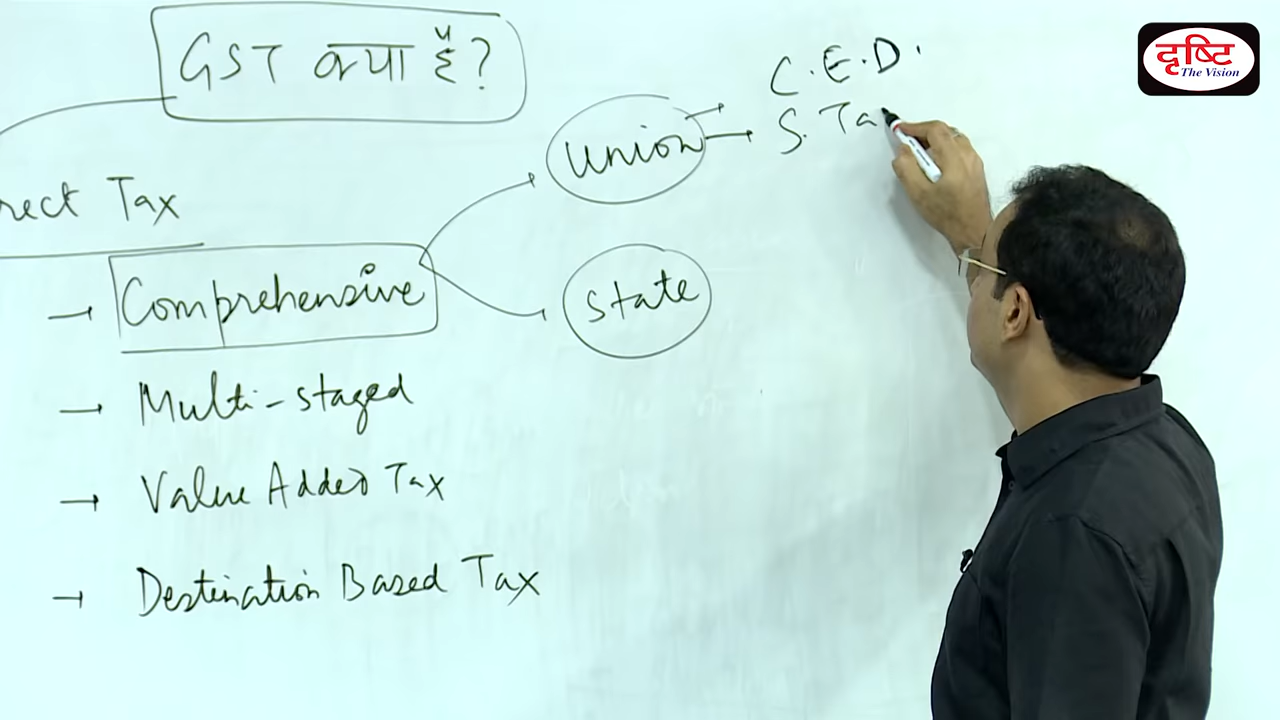 GST क्या है?
rect Tax
→ Comprehensive
→ Multi-staged
→ Value Added Tax
→ Destination Based Tax
Union
State
C.E.D.
S. Ta
दृष्टि
The Vision